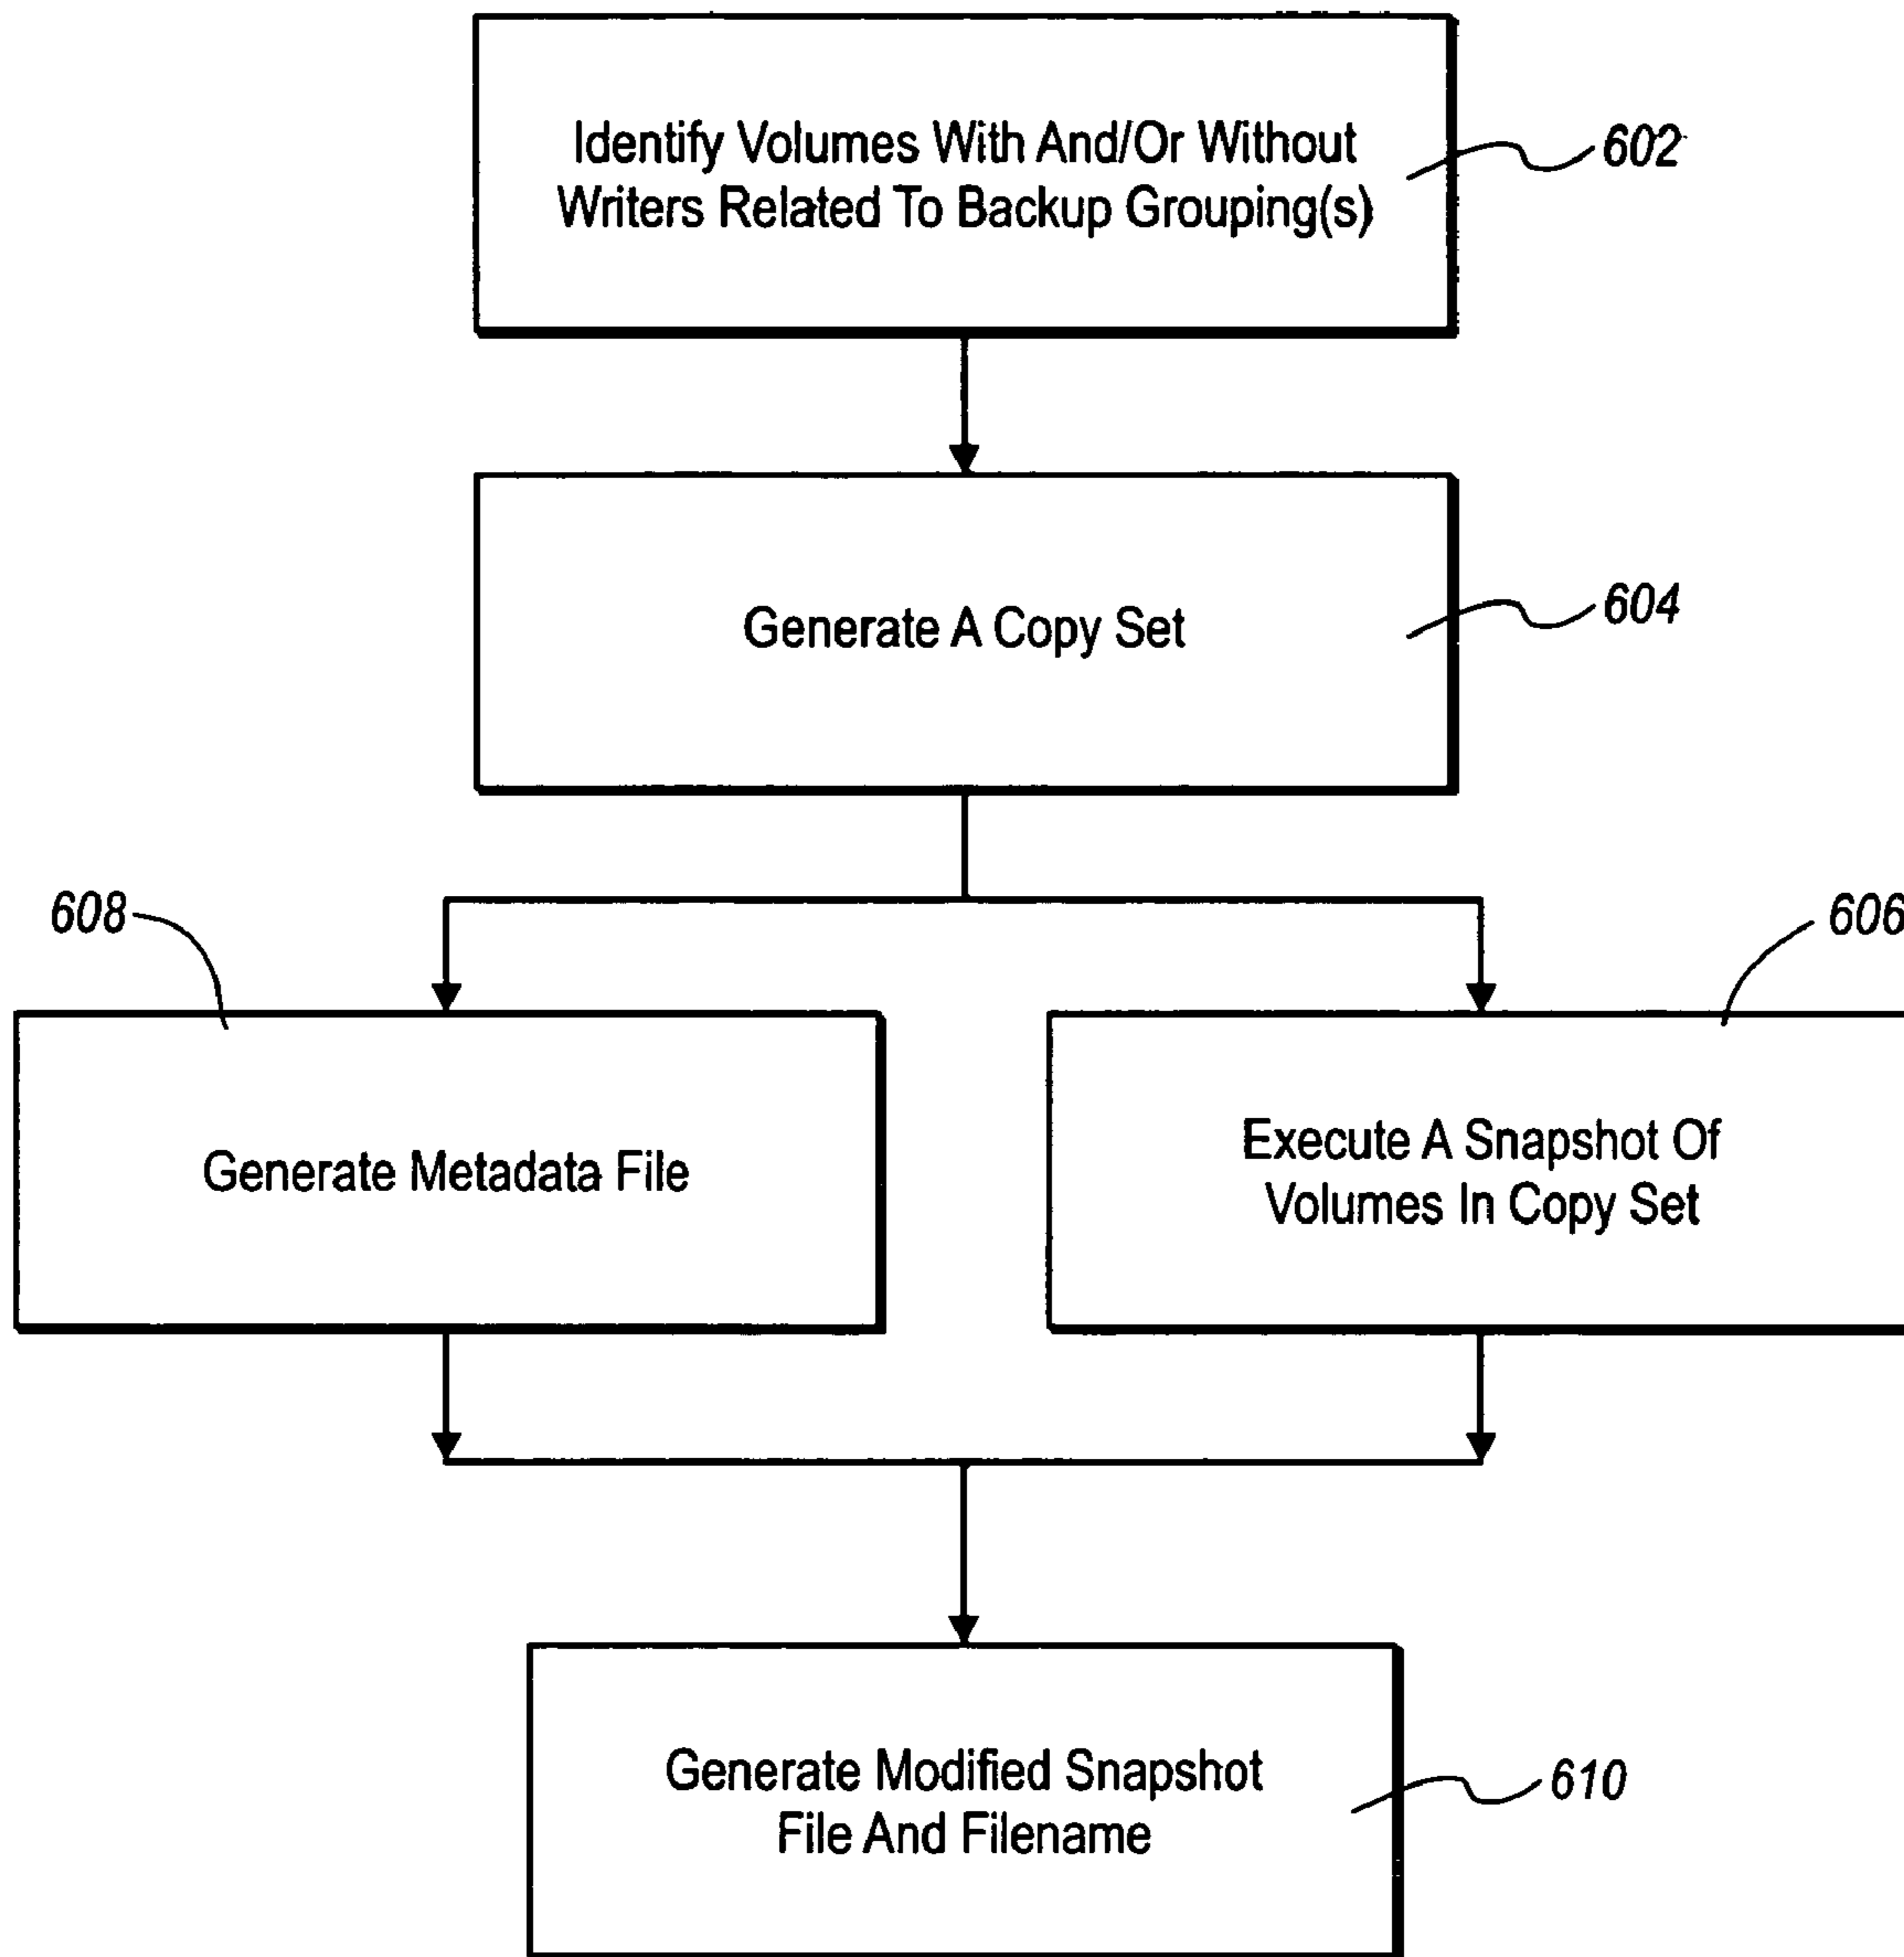 Identify Volumes With And/Or Without
Writers Related To Backup Grouping(s)
602
Generate A Copy Set
604
608
606
Generate Metadata File
Execute A Snapshot Of
Volumes In Copy Set
Generate Modified Snapshot
File And Filename
610